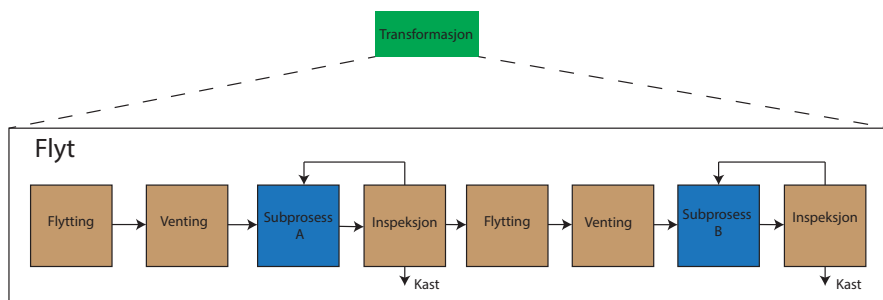 Transformasjon
Flyt
Flytting
Venting
Subprosess
A
Inspeksjon
Flytting
Venting
Subprosess
B
Inspeksjon
Kast
Kast